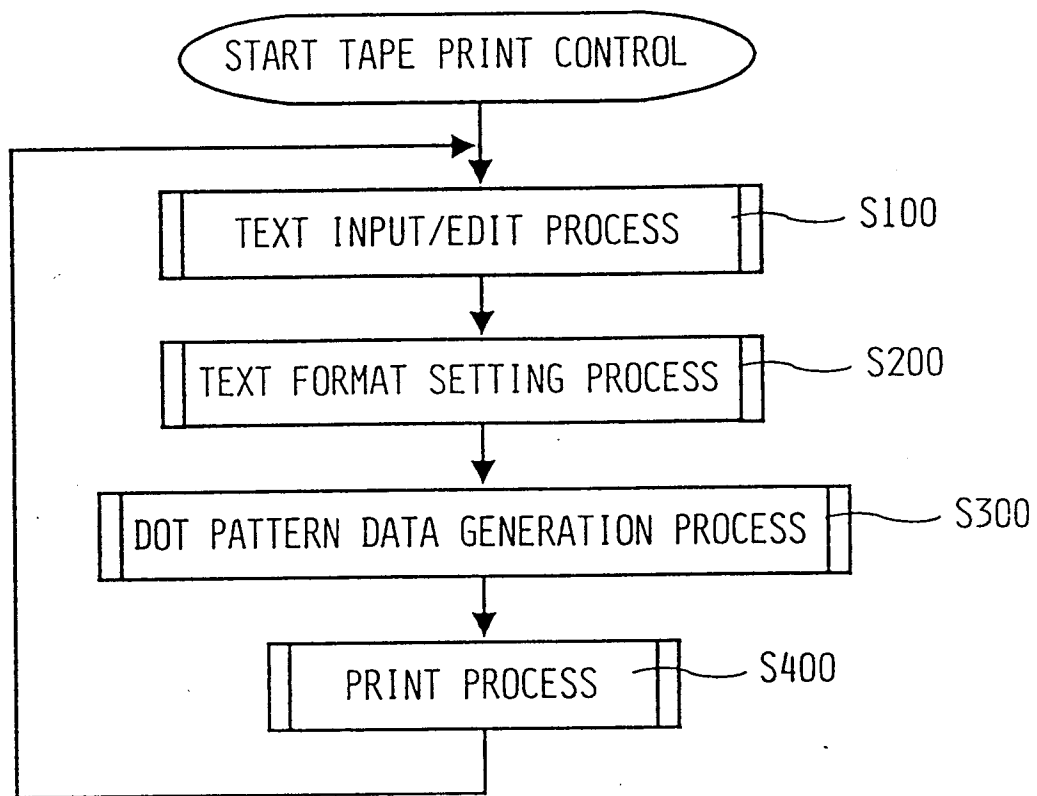 START TAPE PRINT CONTROL
TEXT INPUT/EDIT PROCESS
S100
TEXT FORMAT SETTING PROCESS
S200
DOT PATTERN DATA GENERATION PROCESS
S300
PRINT PROCESS
S400